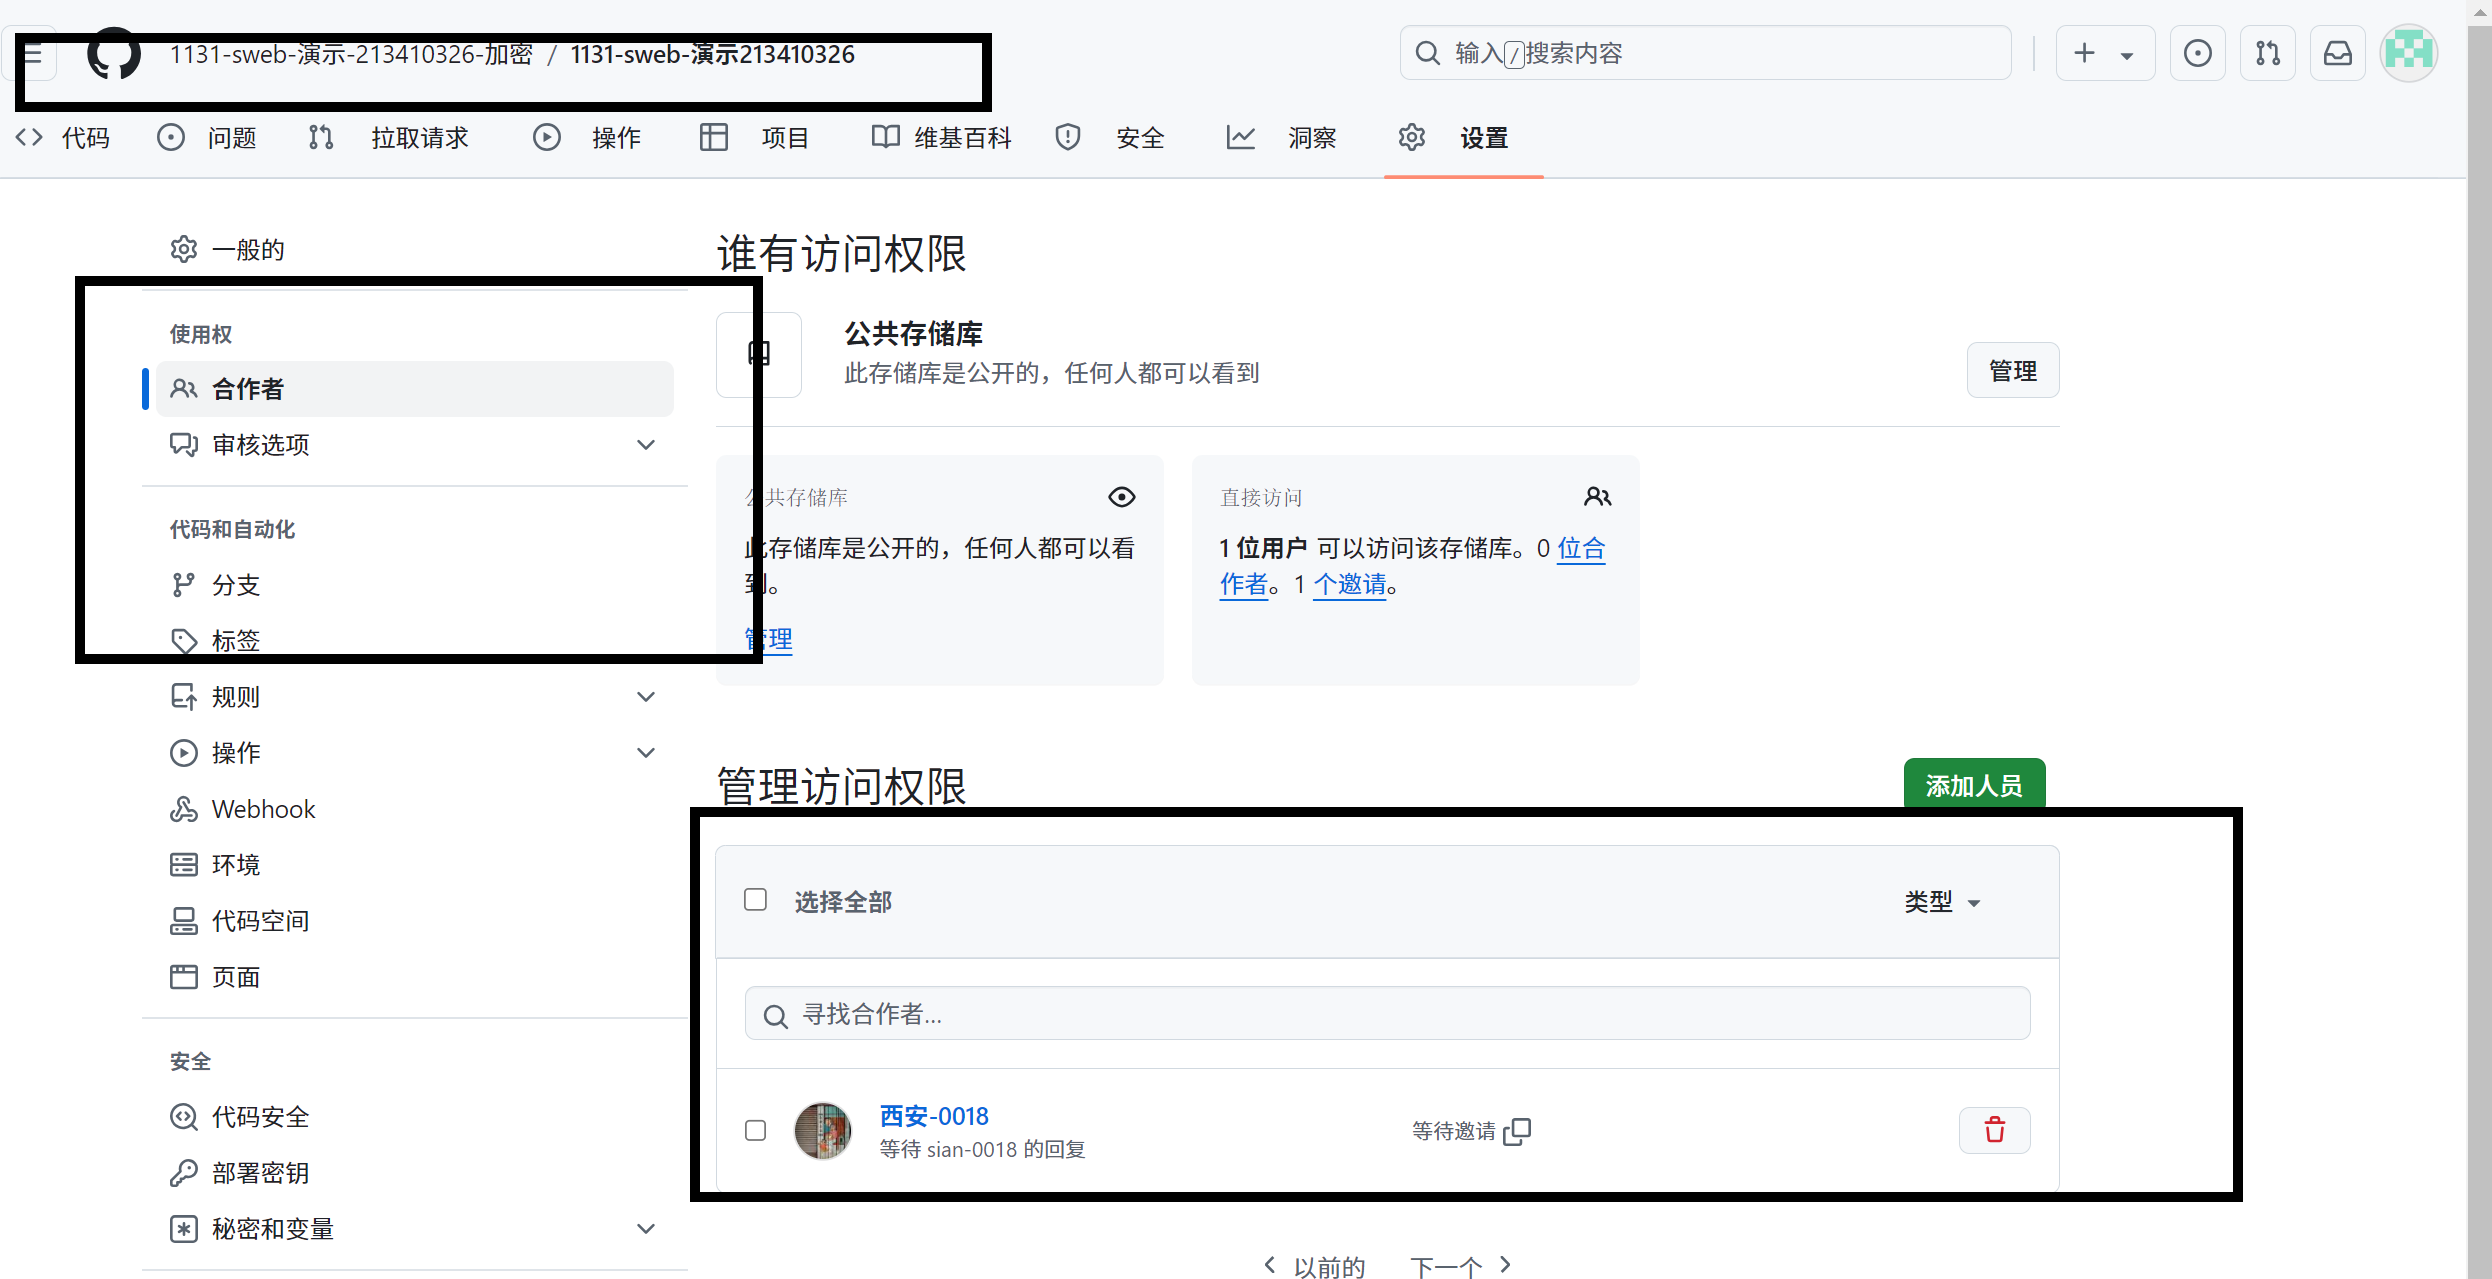 1131-sweb-演示-213410326-加密 / 1131-sweb-演示213410326
输入/搜索内容
代码 问题 拉取请求 操作 项目 维基百科 安全 洞察 设置
一般的
使用权
合作者
审核选项
代码和自动化
分支
标签
规则
操作
Webhook
环境
代码空间
页面
安全
代码安全
部署密钥
秘密和变量
谁有访问权限
公共存储库
此存储库是公开的，任何人都可以看到
管理
公共存储库
此存储库是公开的，任何人都可以看
到。
管理
直接访问
1 位用户 可以访问该存储库。0 位合
作者。1 个邀请。
管理访问权限
添加人员
选择全部
类型
寻找合作者...
西安-0018
等待 sian-0018 的回复
等待邀请
以前的 下一个